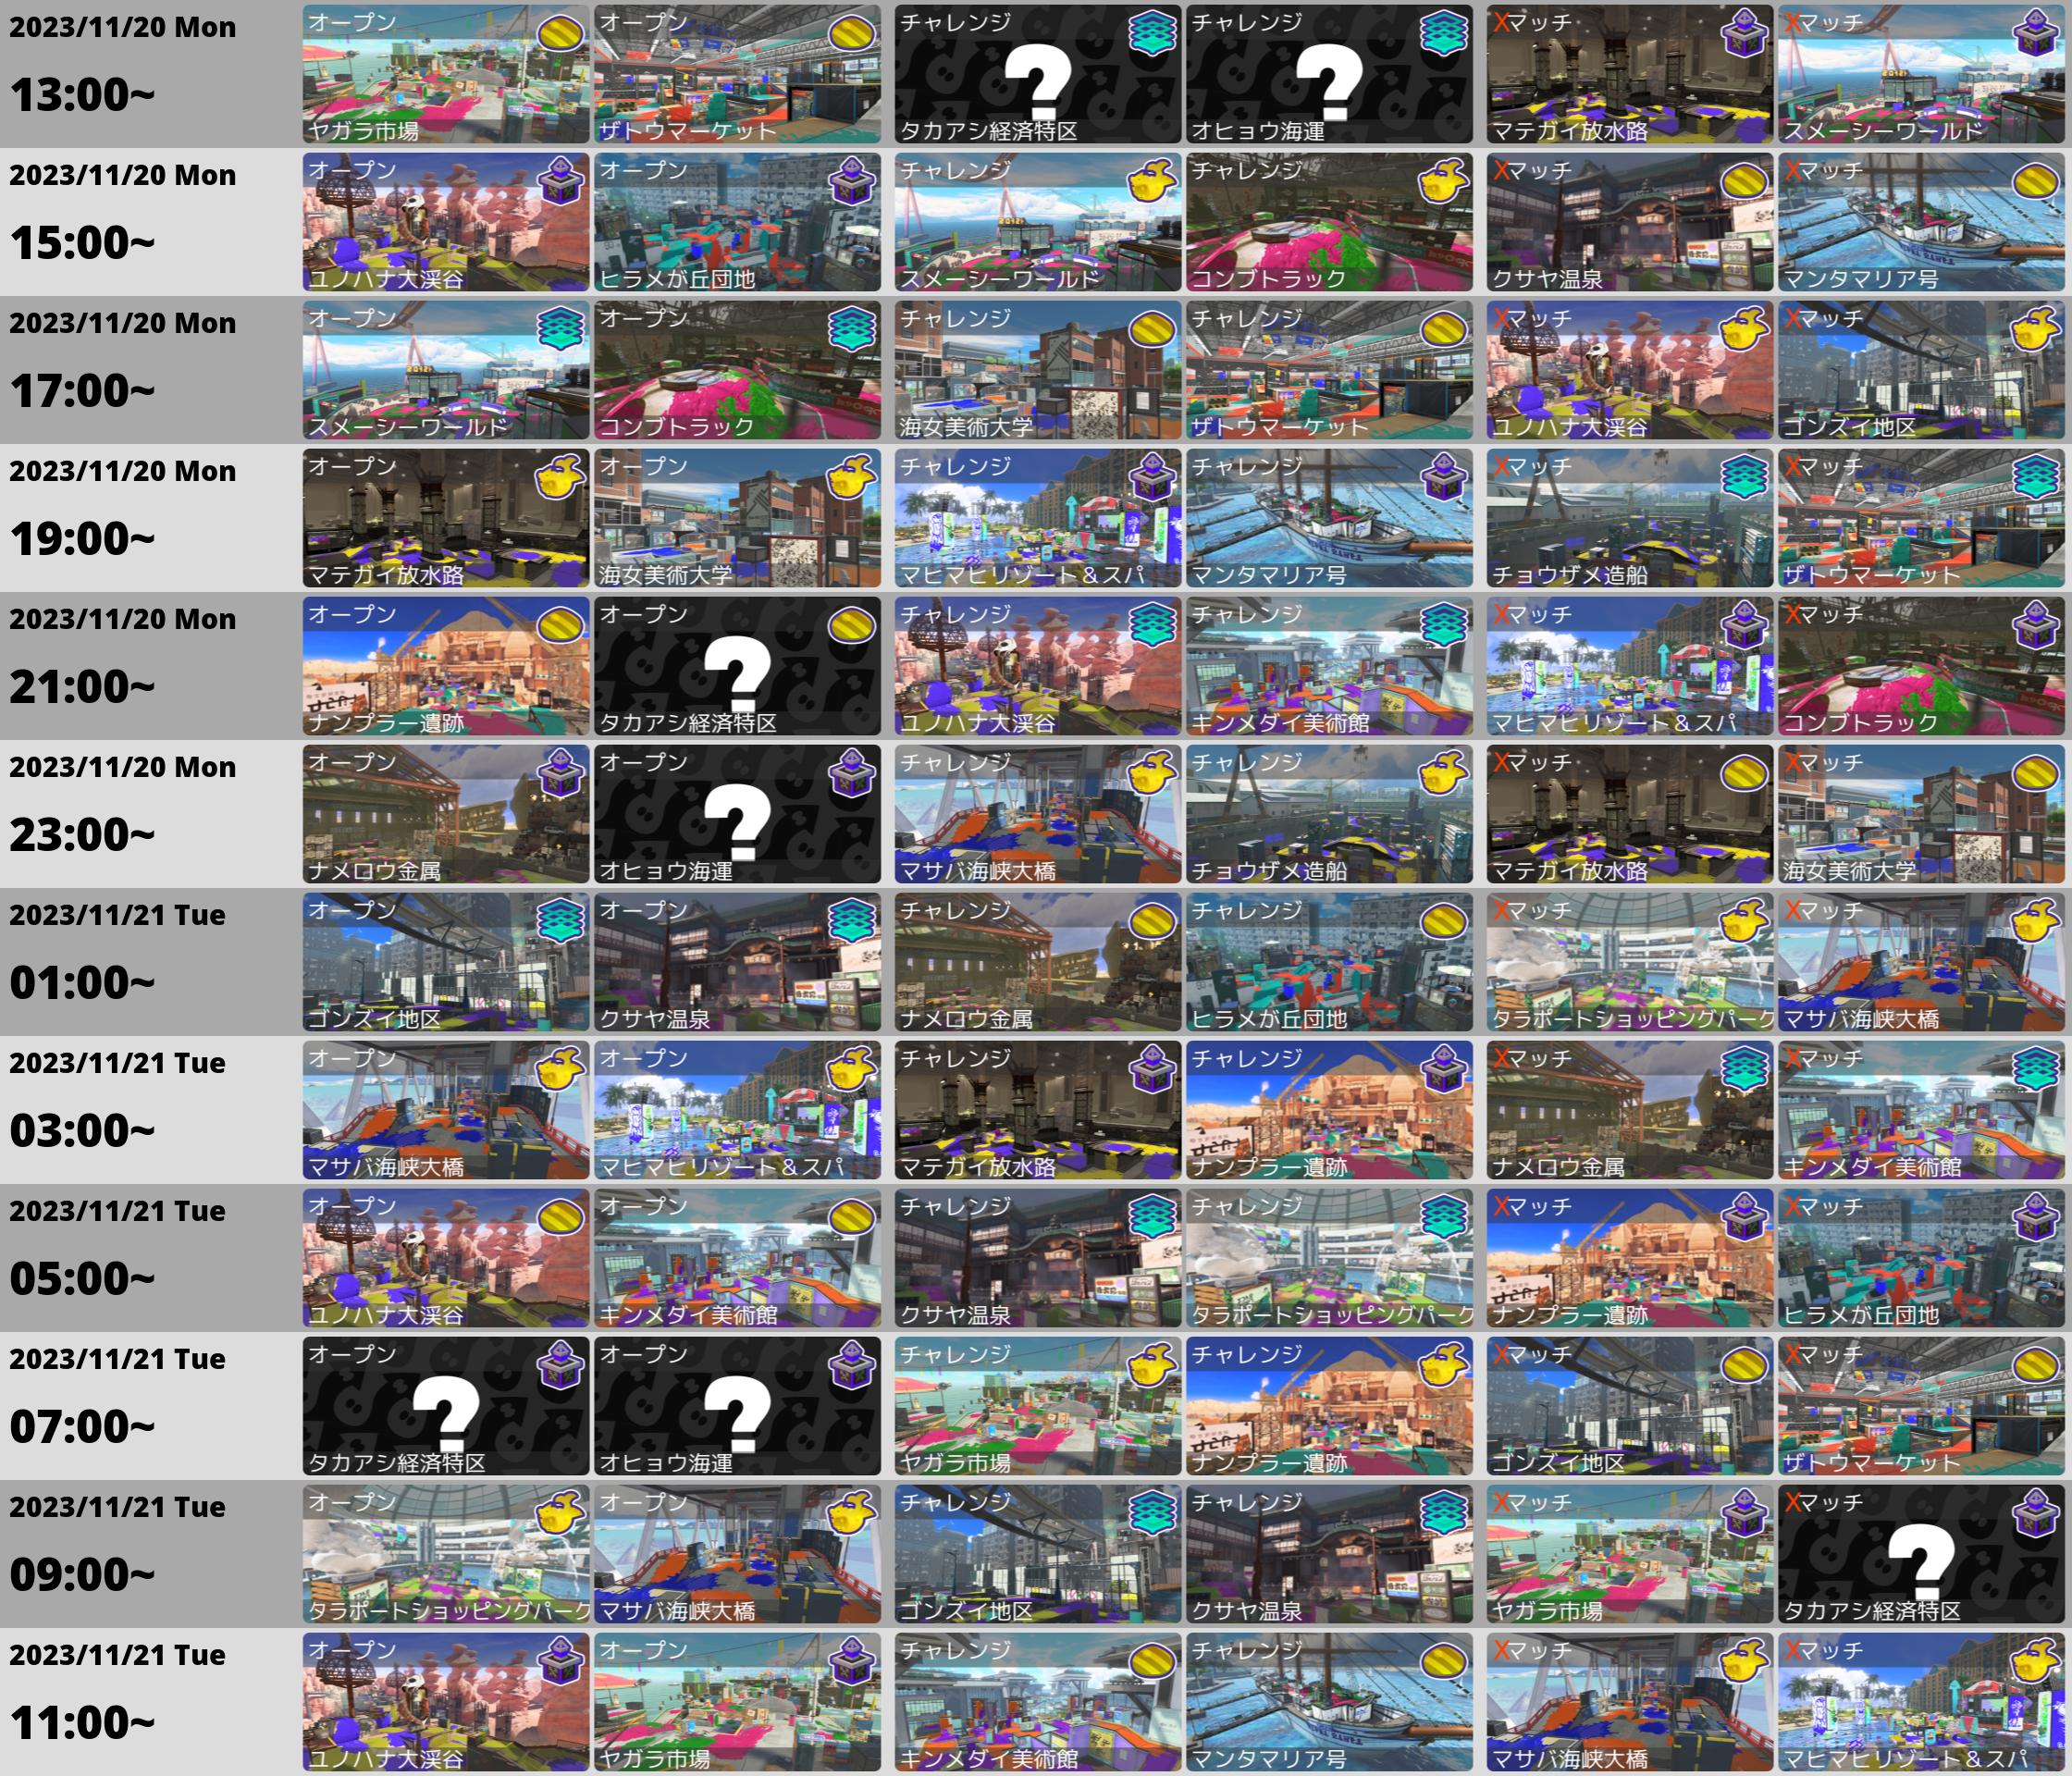 2023/11/20 Mon
13:00~
オープン
ヤガラ市場
オープン
ザトウマーケット
チャレンジ
タカアシ経済特区
チャレンジ
オヒョウ海運
Xマッチ
マテガイ放水路
Xマッチ
スメーシーワールド
2023/11/20 Mon
15:00~
オープン
ユノハナ大渓谷
オープン
ヒラメが丘団地
チャレンジ
スメーシーワールド
チャレンジ
コンブトラック
Xマッチ
クサヤ温泉
Xマッチ
マンタマリア号
2023/11/20 Mon
17:00~
オープン
スメーシーワールド
オープン
コンブトラック
チャレンジ
海女美術大学
チャレンジ
ザトウマーケット
Xマッチ
ユノハナ大渓谷
Xマッチ
ゴンズイ地区
2023/11/20 Mon
19:00~
オープン
マテガイ放水路
オープン
海女美術大学
チャレンジ
マヒマヒリゾート＆スパ
チャレンジ
マンタマリア号
Xマッチ
チョウザメ造船
Xマッチ
ザトウマーケット
2023/11/20 Mon
21:00~
オープン
ナンプラー遺跡
オープン
タカアシ経済特区
チャレンジ
ユノハナ大渓谷
チャレンジ
キンメダイ美術館
Xマッチ
マヒマヒリゾート＆スパ
Xマッチ
コンブトラック
2023/11/20 Mon
23:00~
オープン
ナメロウ金属
オープン
オヒョウ海運
チャレンジ
マサバ海峡大橋
チャレンジ
チョウザメ造船
Xマッチ
マテガイ放水路
Xマッチ
海女美術大学
2023/11/21 Tue
01:00~
オープン
ゴンズイ地区
オープン
クサヤ温泉
チャレンジ
ナメロウ金属
チャレンジ
ヒラメが丘団地
Xマッチ
タラポートショッピングパーク
Xマッチ
マサバ海峡大橋
2023/11/21 Tue
03:00~
オープン
マサバ海峡大橋
オープン
マヒマヒリゾート＆スパ
チャレンジ
マテガイ放水路
チャレンジ
ナンプラー遺跡
Xマッチ
ナメロウ金属
Xマッチ
キンメダイ美術館
2023/11/21 Tue
05:00~
オープン
ユノハナ大渓谷
オープン
キンメダイ美術館
チャレンジ
クサヤ温泉
チャレンジ
タラポートショッピングパーク
Xマッチ
ナンプラー遺跡
Xマッチ
ヒラメが丘団地
2023/11/21 Tue
07:00~
オープン
タカアシ経済特区
オープン
オヒョウ海運
チャレンジ
ヤガラ市場
チャレンジ
ナンプラー遺跡
Xマッチ
ゴンズイ地区
Xマッチ
ザトウマーケット
2023/11/21 Tue
09:00~
オープン
タラポートショッピングパーク
オープン
マサバ海峡大橋
チャレンジ
ゴンズイ地区
チャレンジ
クサヤ温泉
Xマッチ
ヤガラ市場
Xマッチ
タカアシ経済特区
2023/11/21 Tue
11:00~
オープン
ユノハナ大渓谷
オープン
ヤガラ市場
チャレンジ
キンメダイ美術館
チャレンジ
マンタマリア号
Xマッチ
マサバ海峡大橋
Xマッチ
マヒマヒリゾート＆スパ